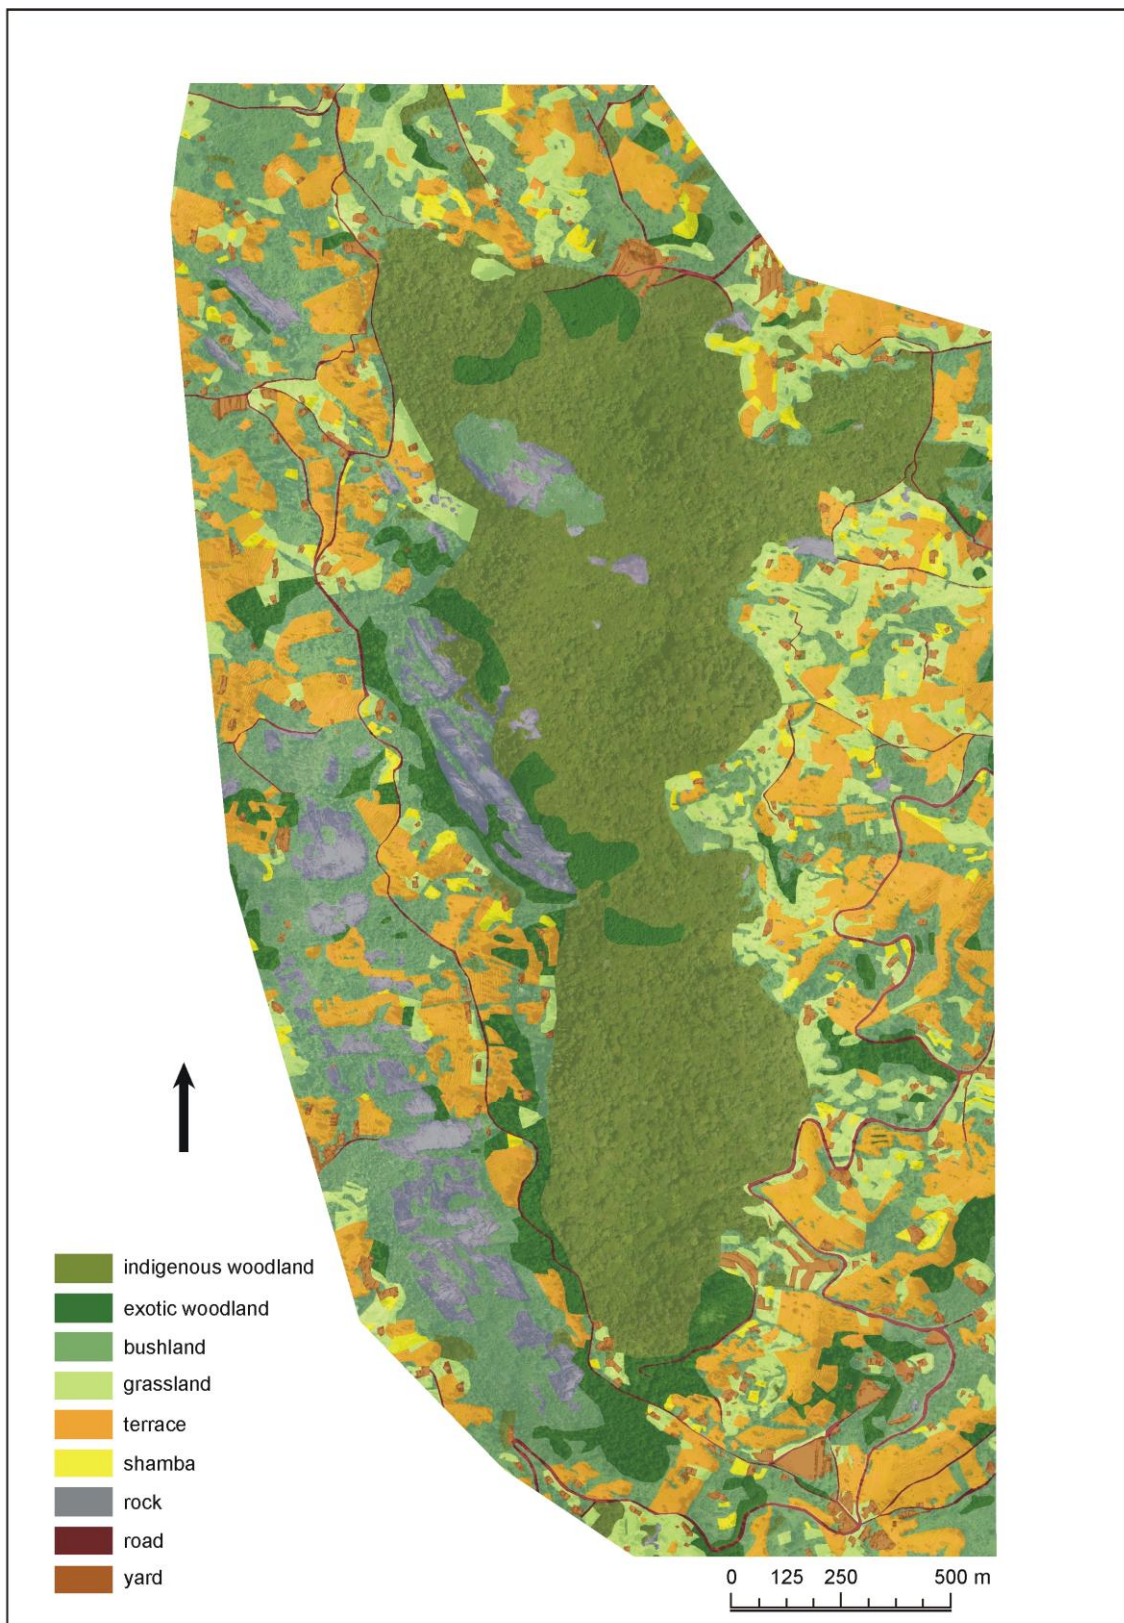 indigenous woodland
exotic woodland
bushland
grassland
terrace
shamba
rock
road
yard
0 125 250 500 m